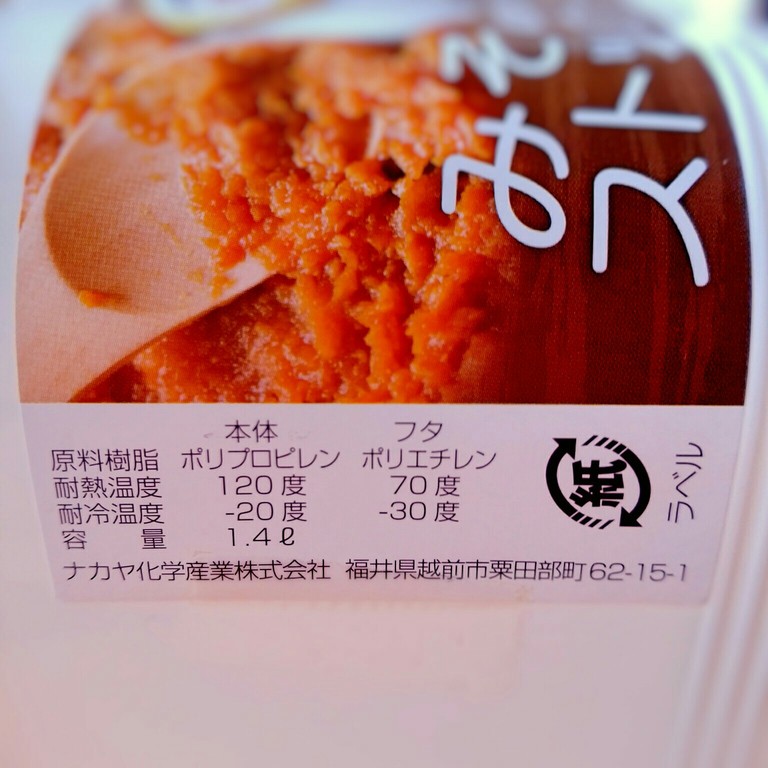 みそ
スト
本体 フタ
原料樹脂 ポリプロピレン ポリエチレン
耐熱温度 120度 70度
耐冷温度 -20度 -30度
容 量 1.4ℓ
ナカヤ化学産業株式会社 福井県越前市粟田部町62-15-1
紙
ラベル